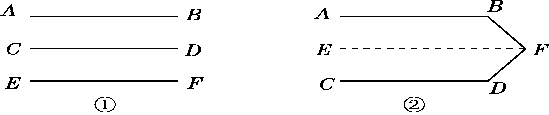 A B A B
C D E F
E F C D
① ②